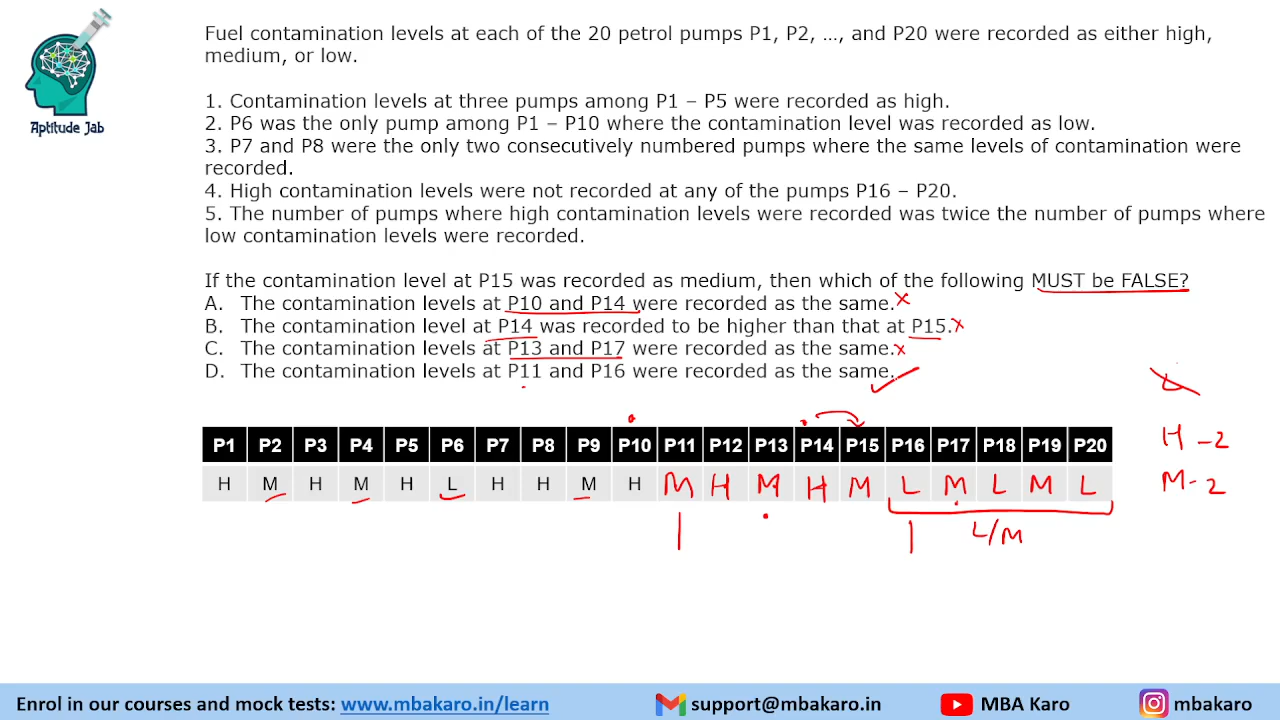 Aptitude Jab
Fuel contamination levels at each of the 20 petrol pumps P1, P2, …, and P20 were recorded as either high,
medium, or low.
1. Contamination levels at three pumps among P1 – P5 were recorded as high.
2. P6 was the only pump among P1 – P10 where the contamination level was recorded as low.
3. P7 and P8 were the only two consecutively numbered pumps where the same levels of contamination were
recorded.
4. High contamination levels were not recorded at any of the pumps P16 – P20.
5. The number of pumps where high contamination levels were recorded was twice the number of pumps where
low contamination levels were recorded.
If the contamination level at P15 was recorded as medium, then which of the following MUST be FALSE?
A. The contamination levels at P10 and P14 were recorded as the same. x
B. The contamination level at P14 was recorded to be higher than that at P15. x
C. The contamination levels at P13 and P17 were recorded as the same. x
D. The contamination levels at P11 and P16 were recorded as the same.
L
H - 2
M - 2
P1 P2 P3 P4 P5 P6 P7 P8 P9 P10 P11 P12 P13 P14 P15 P16 P17 P18 P19 P20
H M H M H L H H M H M H M H M L M L M L
L/M
Enrol in our courses and mock tests: www.mbakaro.in/learn support@mbakaro.in MBA Karo mbakaro